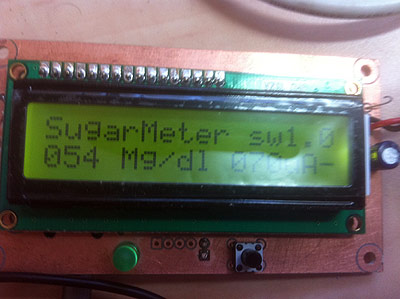 SugarMeter sw1.0
054 Mg/dl